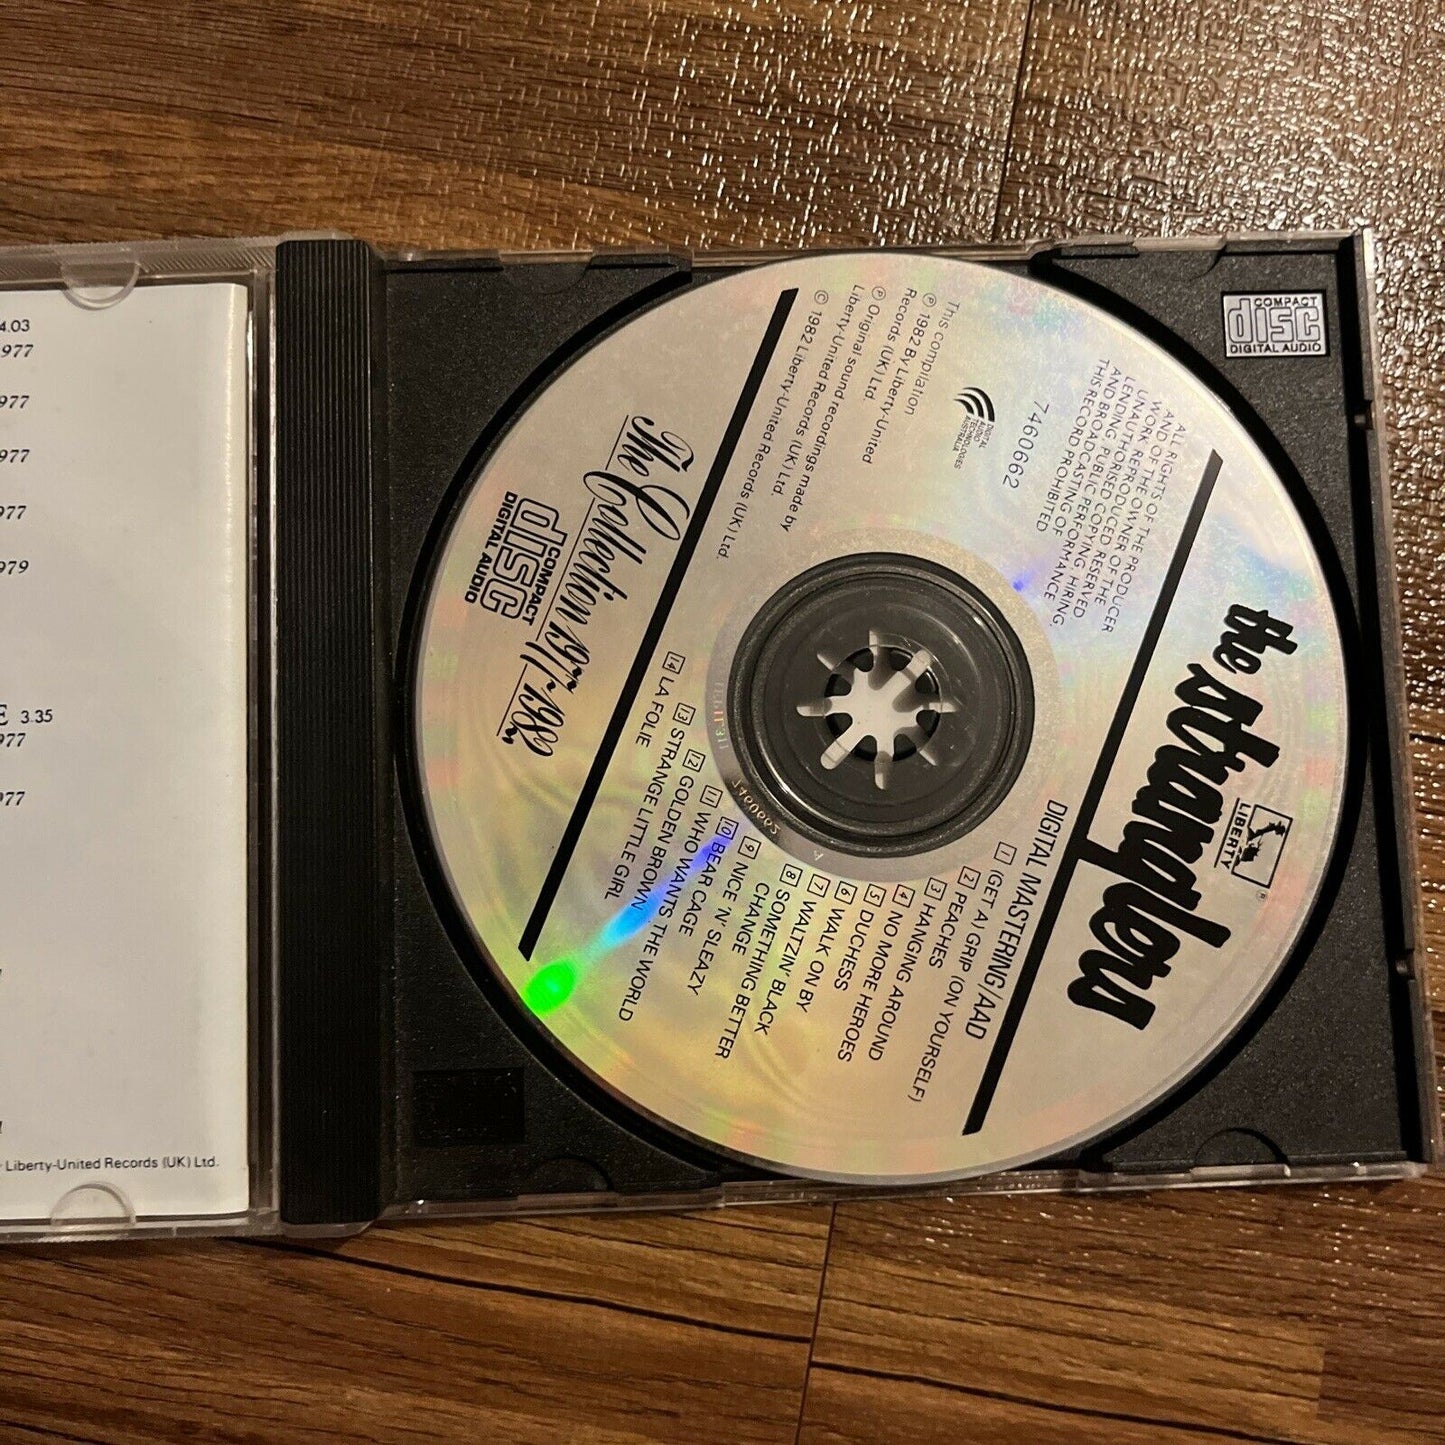 4.03
977
977
977
977
979
E 3.35
977
977
Liberty-United Records (UK) Ltd.
COMPACT
disc
DIGITAL AUDIO
the stranglers
LIBERTY
®
ALL RIGHTS OF THE PRODUCER
AND OF THE OWNER OF THE
WORK REPRODUCED RESERVED
UNAUTHORISED COPYING, HIRING,
LENDING PUBLIC PERFORMANCE
AND BROADCASTING OF
THIS RECORD PROHIBITED
7460662
DIGITAL
AUDIO
TECHNOLOGIES
AUSTRALIA
This compilation
℗ 1982 BY Liberty-United
Records (UK) Ltd.
℗ Original sound recordings made by
Liberty-United Records (UK) Ltd.
© 1982 Liberty-United Records (UK) Ltd.
DIGITAL MASTERING/AAD
1 (GET A) GRIP (ON YOURSELF)
2 PEACHES
3 HANGING AROUND
4 NO MORE HEROES
5 DUCHESS
6 WALK ON BY
7 WALTZIN' BLACK
8 SOMETHING BETTER
CHANGE
9 NICE 'N' SLEAZY
10 BEAR CAGE
11 WHO WANTS THE WORLD
12 GOLDEN BROWN
13 STRANGE LITTLE GIRL
14 LA FOLIE
The Collection 1977-1982
COMPACT
disc
DIGITAL AUDIO